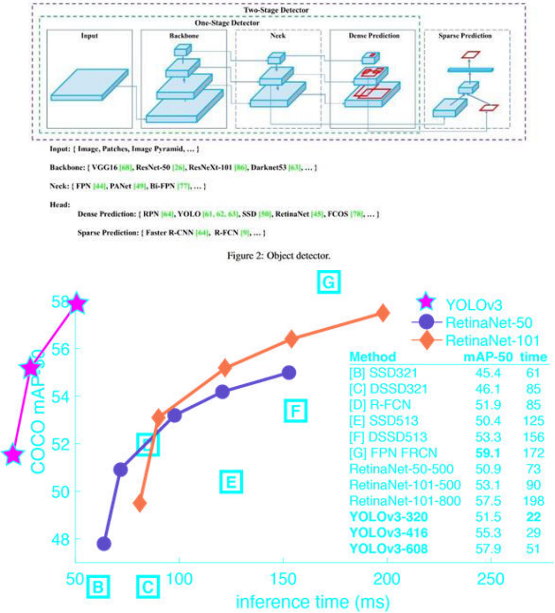 Two-Stage Detector
One-Stage Detector
Input
Backbone
Neck
Dense Prediction
Sparse Prediction
Input: { Image, Patches, Image Pyramid, ... }
Backbone: { VGG16 [68], ResNet-50 [26], ResNeXt-101 [86], Darknet53 [63], ... }
Neck: { FPN [44], PANet [49], Bi-FPN [77], ... }
Head:
Dense Prediction: { RPN [64], YOLO [61, 62, 63], SSD [50], RetinaNet [45], FCOS [78], ... }
Sparse Prediction: { Faster R-CNN [64], R-FCN [9], ... }
Figure 2: Object detector.
G
YOLOv3
RetinaNet-50
RetinaNet-101
Method mAP-50 time
[B] SSD321 45.4 61
[C] DSSD321 46.1 85
[D] R-FCN 51.9 85
[E] SSD513 50.4 125
[F] DSSD513 53.3 156
[G] FPN FRCN 59.1 172
RetinaNet-50-500 50.9 73
RetinaNet-101-500 53.1 90
RetinaNet-101-800 57.5 198
YOLOv3-320 51.5 22
YOLOv3-416 55.3 29
YOLOv3-608 57.9 51
COCO mAP-50
58
56
54
52
50
48
F
D
E
B
C
50 100 150 200 250
inference time (ms)